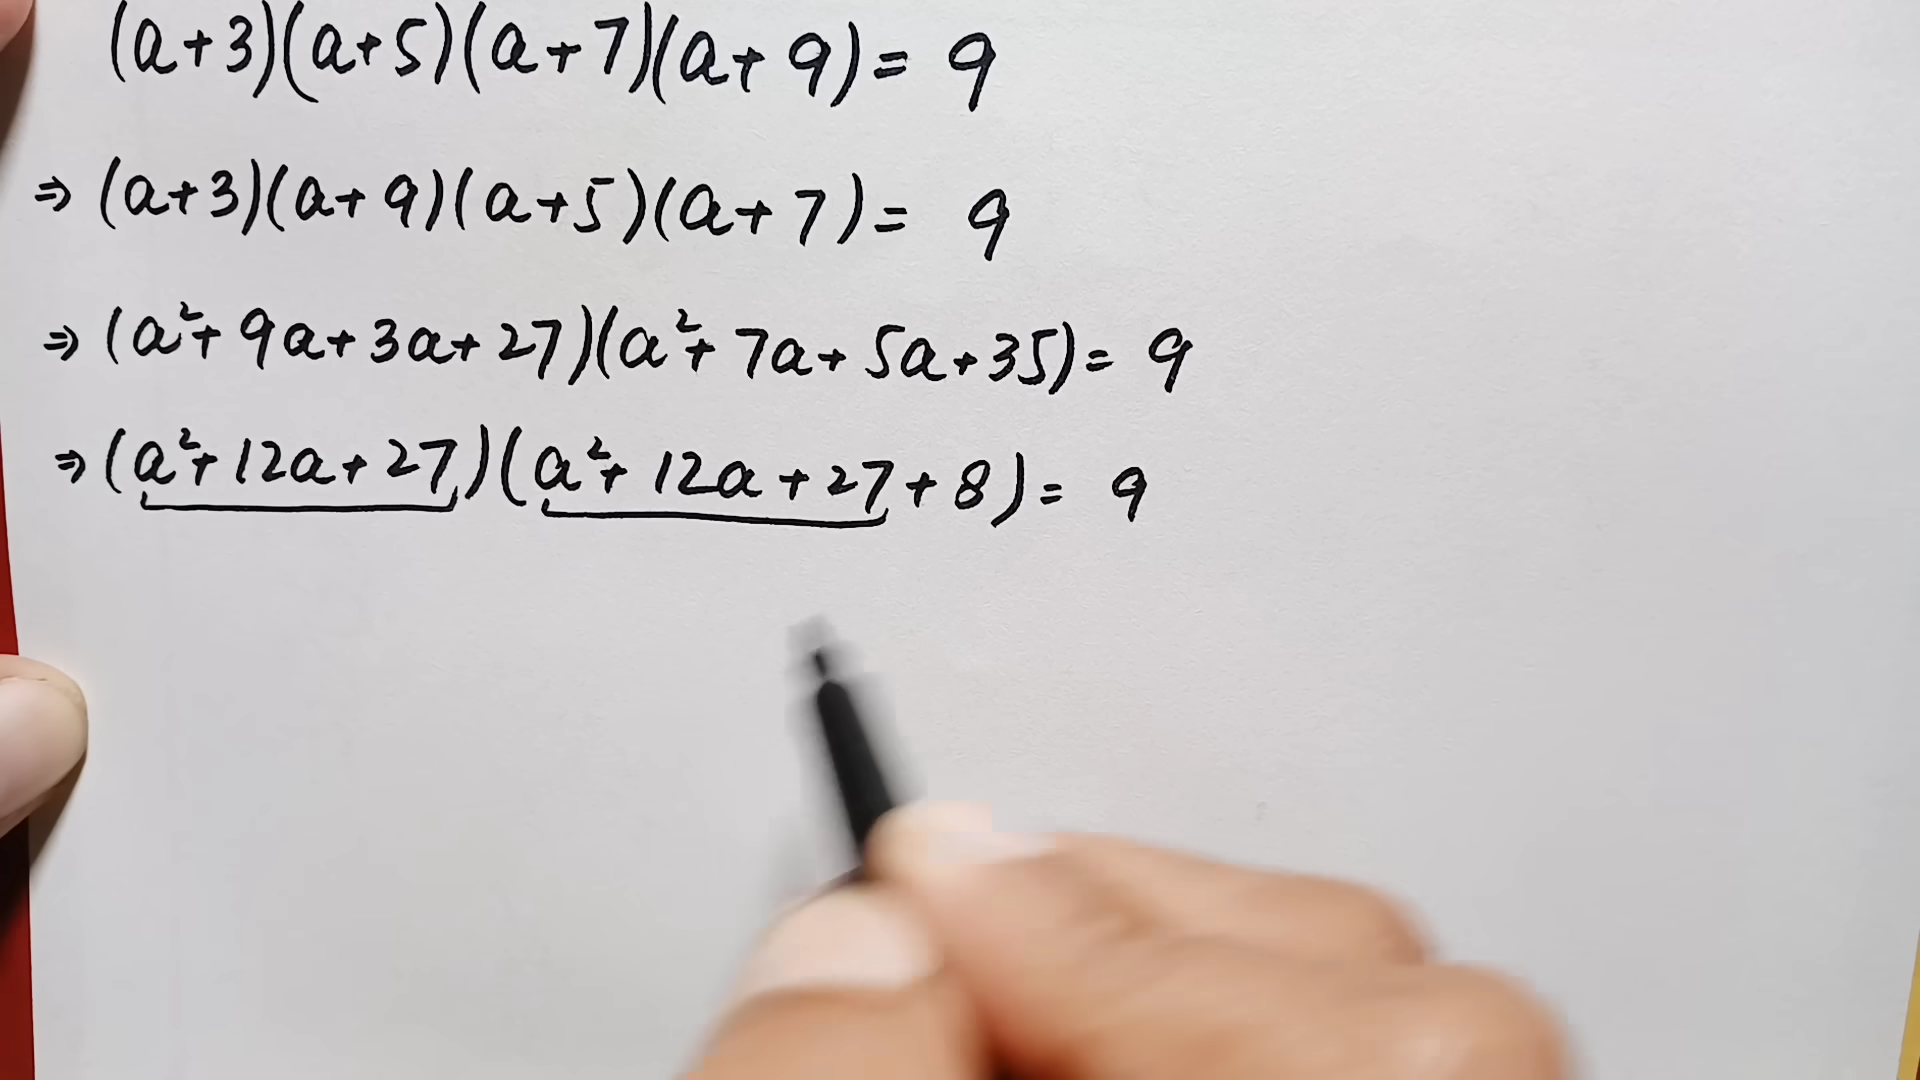 (a+3)(a+5)(a+7)(a+9)= 9
⇒ (a+3)(a+9)(a+5)(a+7)= 9
⇒ (a²+9a+3a+27)(a²+7a+5a+35)= 9
⇒ (a²+12a+27)(a²+12a+27+8)= 9